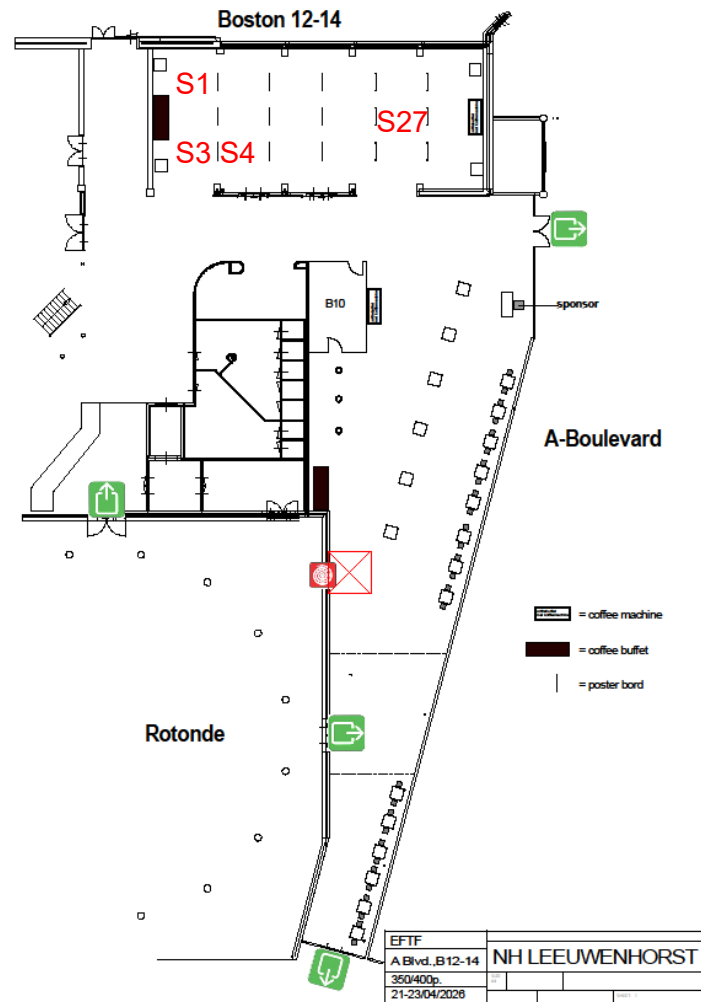 Boston 12-14
S1
S27
S3 S4
B10
sponsor
A-Boulevard
= coffee machine
= coffee buffet
= poster bord
Rotonde
EFTF
A Blvd.,B12-14
NH LEEUWENHORST
350/400p.
21-23/04/2026